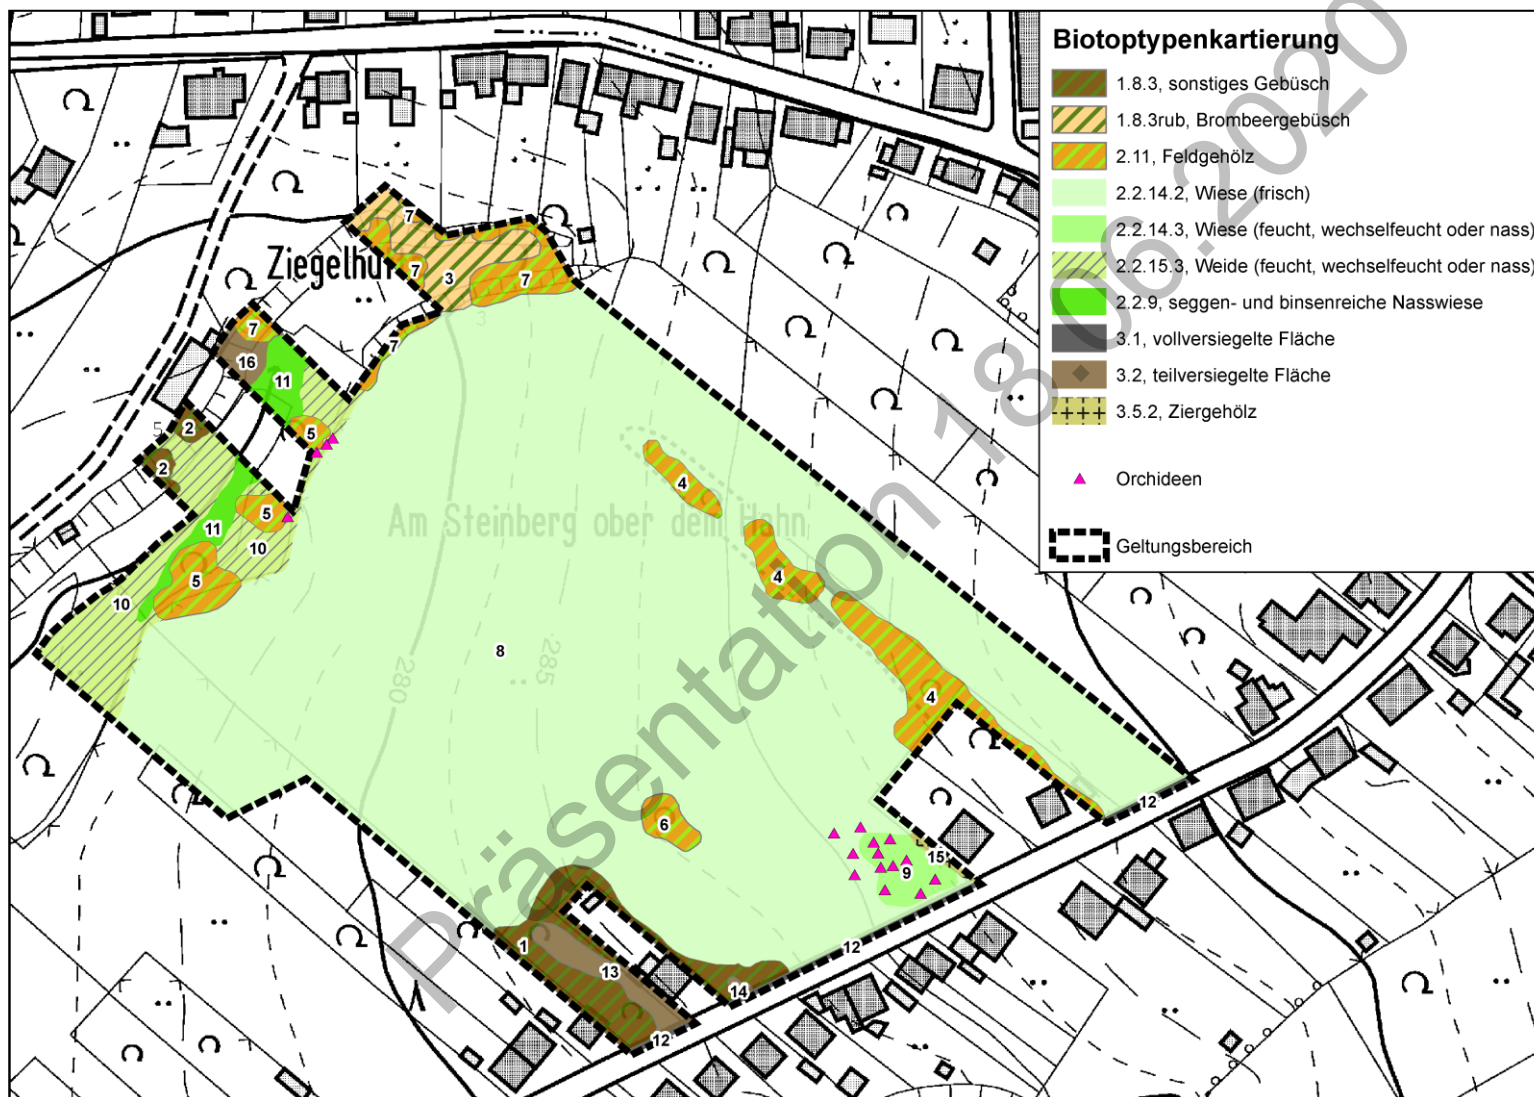 Biotoptypenkartierung
1.8.3, sonstiges Gebüsch
1.8.3rub, Brombeergebüsch
2.11, Feldgehölz
2.2.14.2, Wiese (frisch)
2.2.14.3, Wiese (feucht, wechselfeucht oder nass)
2.2.15.3, Weide (feucht, wechselfeucht oder nass)
2.2.9, seggen- und binsenreiche Nasswiese
3.1, vollversiegelte Fläche
3.2, teilversiegelte Fläche
3.5.2, Ziergehölz
Orchideen
Geltungsbereich
Präsentation 18.06.2020
7
Ziegelhü
7
3
7
3
7
7
16
11
5
2
5
2
4
5
11
Am Steinberg ober dem Hahn
10
5
4
10
8
285
280
4
12
6
15
9
1
12
13
14
12